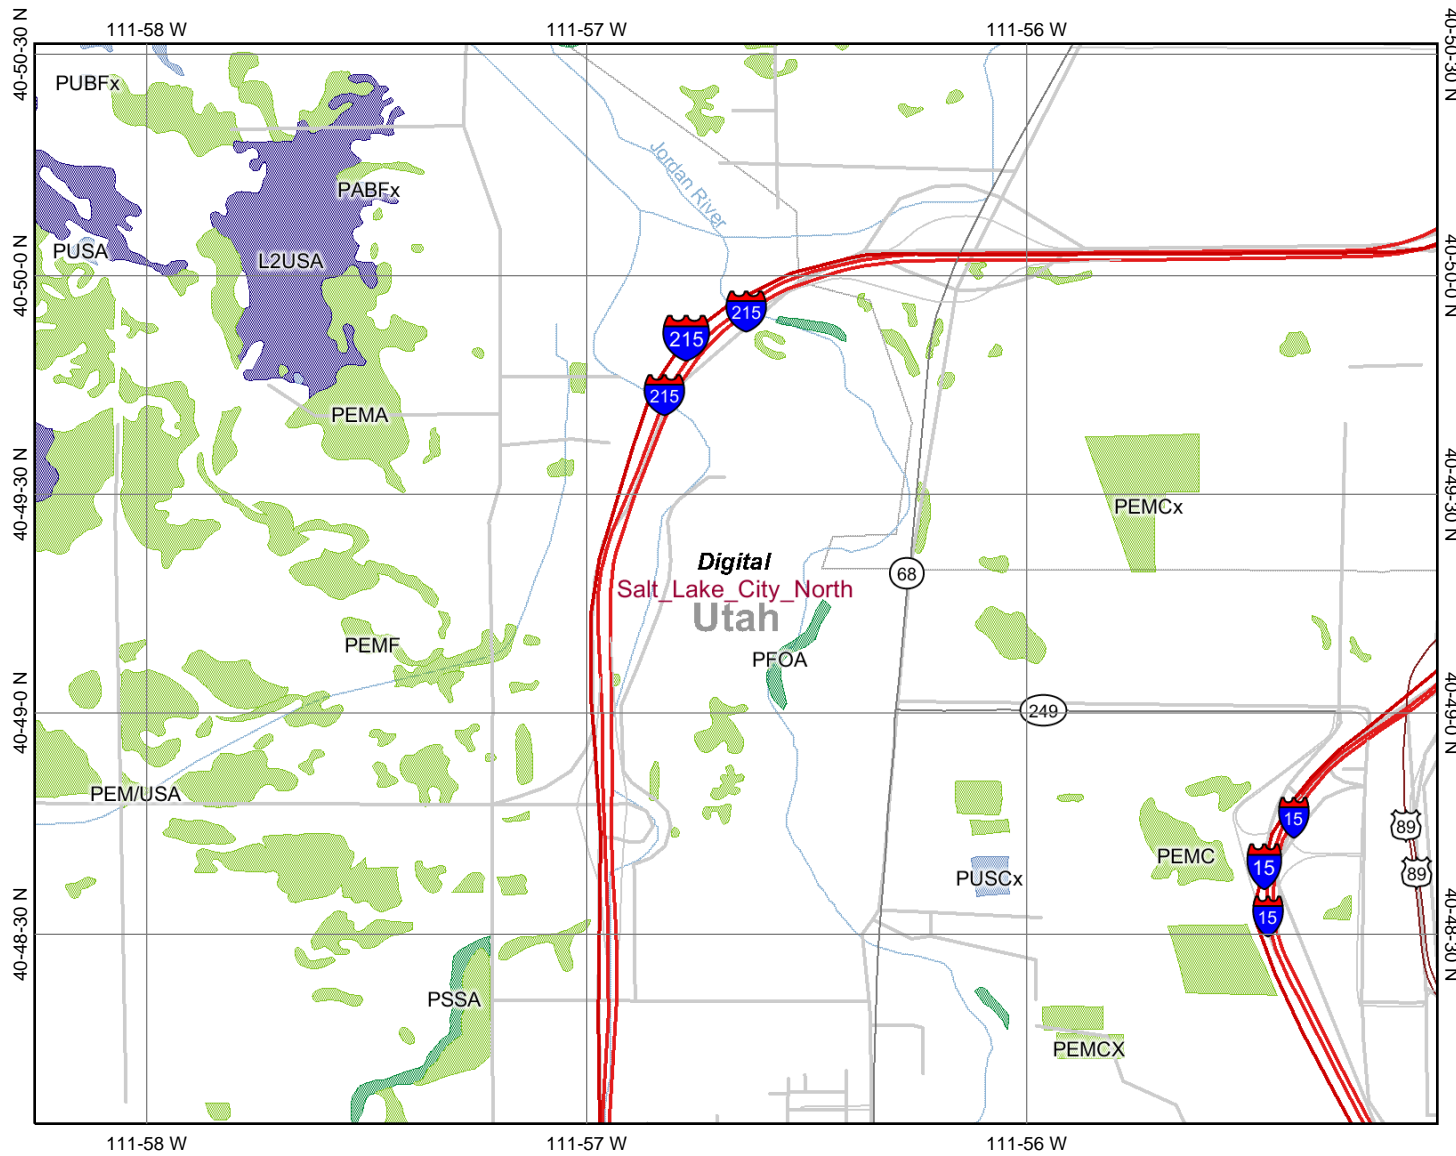 111-58 W
111-57 W
111-56 W
40-50-30 N
40-50-30 N
PUBFx
Jordan River
PABFx
PUSA
L2USA
40-50-0 N
40-50-0 N
215
215
215
PEMA
40-49-30 N
40-49-30 N
PEMCx
Digital
68
Salt_Lake_City_North
Utah
PEMF
PFOA
40-49-0 N
40-49-0 N
249
PEM/USA
15
89
PEMC
15
89
PUSCx
15
40-48-30 N
40-48-30 N
PSSA
PEMCX
111-58 W
111-57 W
111-56 W